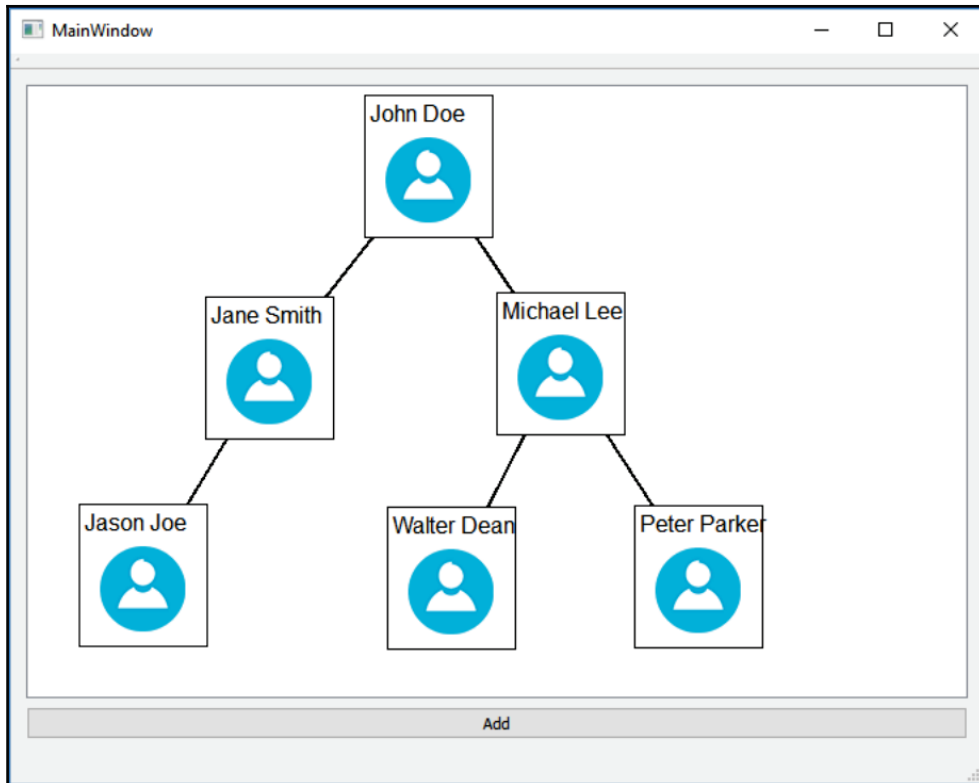 MainWindow
John Doe
Jane Smith
Michael Lee
Jason Joe
Walter Dean
Peter Parker
Add